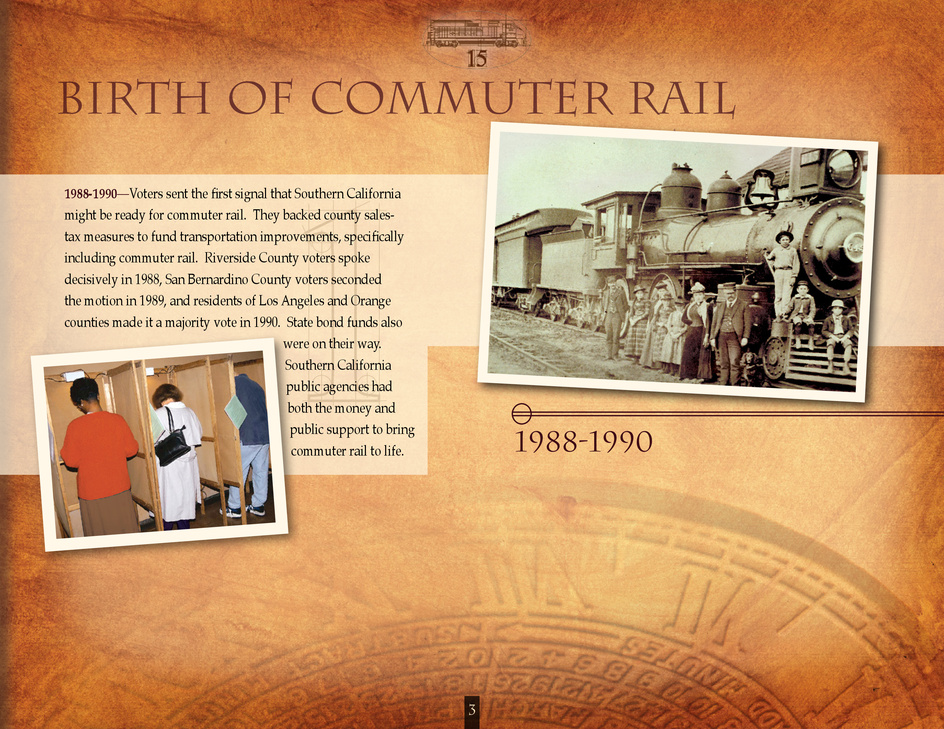 15
BIRTH OF COMMUTER RAIL
1988-1990—Voters sent the first signal that Southern California
might be ready for commuter rail. They backed county sales-
tax measures to fund transportation improvements, specifically
including commuter rail. Riverside County voters spoke
decisively in 1988, San Bernardino County voters seconded
the motion in 1989, and residents of Los Angeles and Orange
counties made it a majority vote in 1990. State bond funds also
were on their way.
Southern California
public agencies had
both the money and
public support to bring
commuter rail to life.
1988-1990
3